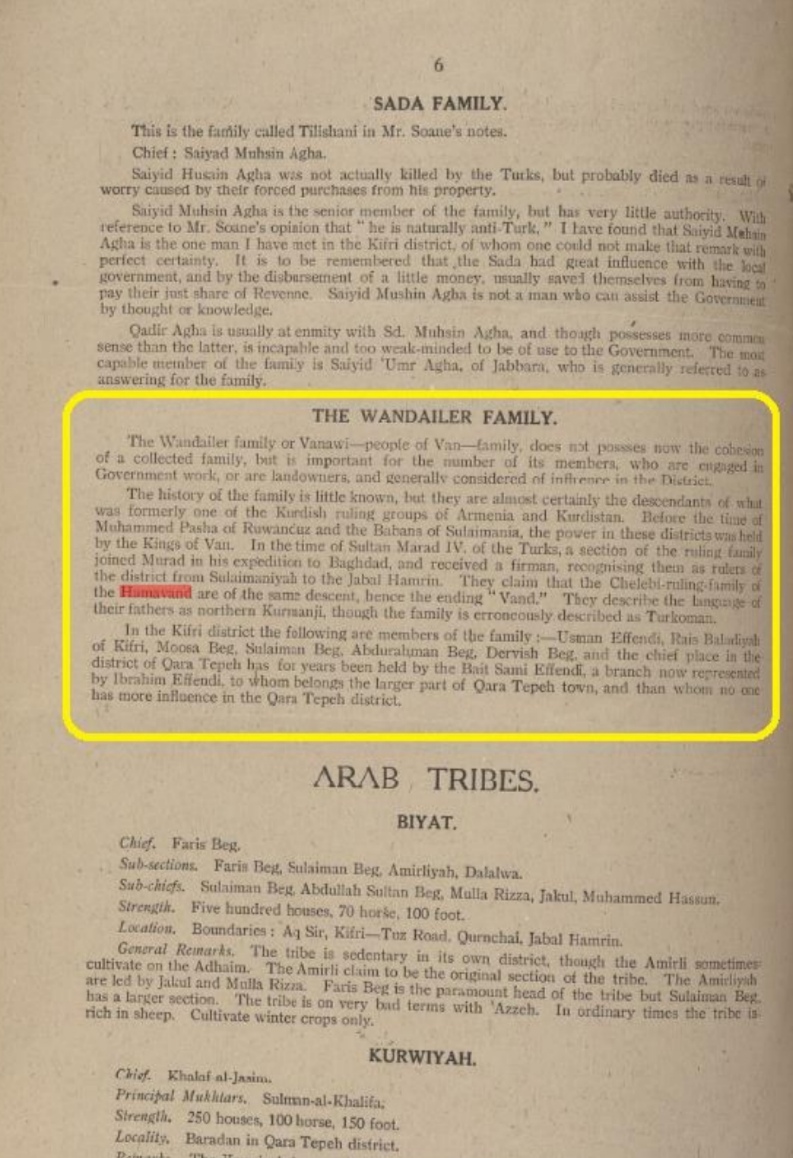 6
SADA FAMILY.
This is the family called Tilishani in Mr. Soane's notes.
Chief : Saiyad Muhsin Agha.
Saiyid Husain Agha was not actually killed by the Turks, but probably died as a result of
worry caused by their forced purchases from his property.
Saiyid Muhsin Agha is the senior member of the family, but has very little authority. With
reference to Mr. Soane's opinion that " he is naturally anti-Turk, " I have found that Saiyid Muhsin
Agha is the one man I have met in the Kifri district, of whom one could not make that remark with
perfect certainty. It is to be remembered that the Sada had great influence with the local
government, and by the disbursement of a little money, usually saved themselves from having to
pay their just share of Revenne. Saiyid Mushin Agha is not a man who can assist the Government
by thought or knowledge.
Qadir Agha is usually at enmity with Sd. Muhsin Agha, and though possesses more common
sense than the latter, is incapable and too weak-minded to be of use to the Government. The most
capable member of the family is Saiyid 'Umr Agha, of Jabbara, who is generally referred to as
answering for the family.
THE WANDAILER FAMILY.
The Wandailer family or Vanawi—people of Van—family, does not possses now the cohesion
of a collected family, but is important for the number of its members, who are engaged in
Government work, or are landowners, and generally considered of influence in the District.
The history of the family is little known, but they are almost certainly the descendants of what
was formerly one of the Kurdish ruling groups of Armenia and Kurdistan. Before the time of
Muhammed Pasha of Ruwanduz and the Babans of Sulaimania, the power in these districts was held
by the Kings of Van. In the time of Sultan Marad IV. of the Turks, a section of the ruling family
joined Murad in his expedition to Baghdad, and received a firman, recognising them as rulers of
the district from Sulaimaniyah to the Jabal Hamrin. They claim that the Chelebi-ruling-family of
the Hamavand are of the same descent, hence the ending " Vand." They describe the language of
their fathers as northern Kurmanji, though the family is erroneously described as Turkoman.
In the Kifri district the following are members of the family :—Usman Effendi, Rais Baladiyah
of Kifri, Moosa Beg, Sulaiman Beg, Abdurahman Beg, Dervish Beg, and the chief place in the
district of Qara Tepeh has for years been held by the Bait Sami Effendi, a branch now represented
by Ibrahim Effendi, to whom belongs the larger part of Qara Tepeh town, and than whom no one
has more influence in the Qara Tepeh district.
ARAB TRIBES.
BIYAT.
Chief. Faris Beg.
Sub-sections. Faris Beg, Sulaiman Beg, Amirliyah, Dalalwa.
Sub-chiefs. Sulaiman Beg, Abdullah Sultan Beg, Mulla Rizza, Jakul, Muhammed Hassun.
Strength. Five hundred houses, 70 horse, 100 foot.
Location. Boundaries : Aq Sir, Kifri—Tuz Road, Qurnchai, Jabal Hamrin.
General Remarks. The tribe is sedentary in its own district, though the Amirli sometimes
cultivate on the Adhaim. The Amirli claim to be the original section of the tribe. The Amirliyah
are led by Jakul and Mulla Rizza. Faris Beg is the paramount head of the tribe but Sulaiman Beg,
has a larger section. The tribe is on very bad terms with 'Azzeh. In ordinary times the tribe is
rich in sheep. Cultivate winter crops only.
KURWIYAH.
Chief. Khalaf al-Jasim.
Principal Mukhtars. Sulman-al-Khalifa.
Strength. 250 houses, 100 horse, 150 foot.
Locality. Baradan in Qara Tepeh district.